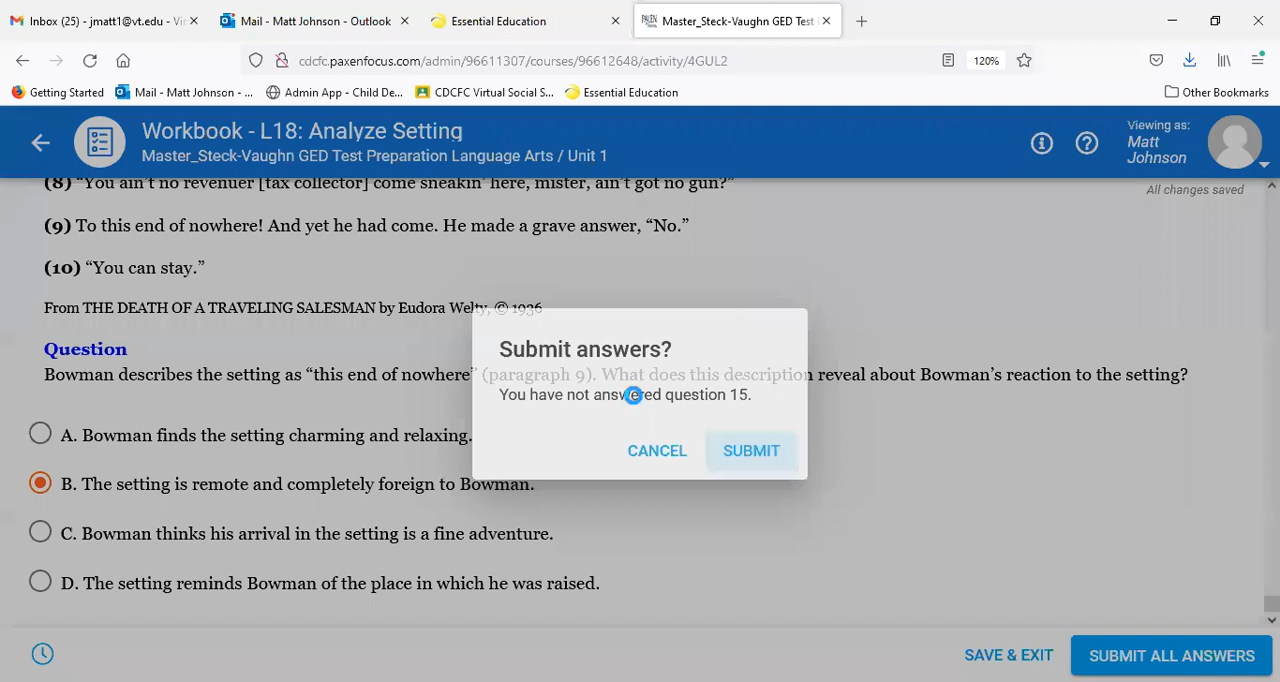 Inbox (25) - jmatt1@vt.edu - Vir
Mail - Matt Johnson - Outlook
Essential Education
Master_Steck-Vaughn GED Test
cdcfc.paxenfocus.com/admin/96611307/courses/96612648/activity/4GUL2
120%
Getting Started
Mail - Matt Johnson - ...
Admin App - Child De...
CDCFC Virtual Social S...
Essential Education
Other Bookmarks
Workbook - L18: Analyze Setting
Master_Steck-Vaughn GED Test Preparation Language Arts / Unit 1
Viewing as:
Matt
Johnson
All changes saved
(8) “You ain’t no revenuer [tax collector] come sneakin’ here, mister, ain’t got no gun?”
(9) To this end of nowhere! And yet he had come. He made a grave answer, “No.”
(10) “You can stay.”
From THE DEATH OF A TRAVELING SALESMAN by Eudora Welty, © 1936
Question
Bowman describes the setting as “this end of nowhere” (paragraph 9). What does this description reveal about Bowman’s reaction to the setting?
Submit answers?
You have not answered question 15.
CANCEL
SUBMIT
A. Bowman finds the setting charming and relaxing.
B. The setting is remote and completely foreign to Bowman.
C. Bowman thinks his arrival in the setting is a fine adventure.
D. The setting reminds Bowman of the place in which he was raised.
SAVE & EXIT
SUBMIT ALL ANSWERS